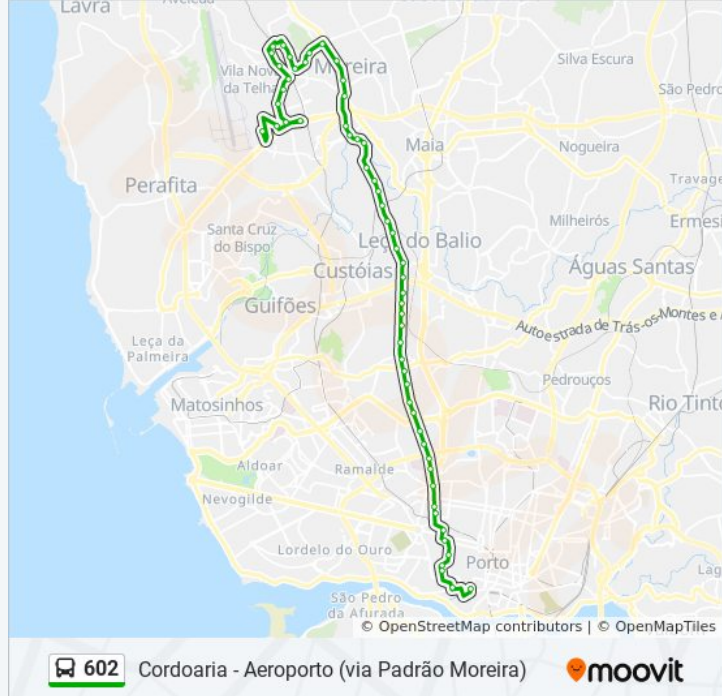 Lavra
Aveleda
Silva Escura
Vila Nova
da Telha
Moreira
São Pedro
Maia
Nogueira
Perafita
Travage
Santa Cruz
do Bispo
Milheirós
Ermesi
Leça do Balio
Custóias
Águas Santas
Guifões
Autoestrada de Trás-os-Montes e A
Leça da
Palmeira
Pedrouços
Matosinhos
Rio Tinto
Aldoar
Ramalde
Nevogilde
Lordelo do Ouro
Porto
Lag
São Pedro
da Afurada
© OpenStreetMap contributors | © OpenMapTiles
602 Cordoaria - Aeroporto (via Padrão Moreira) moovit